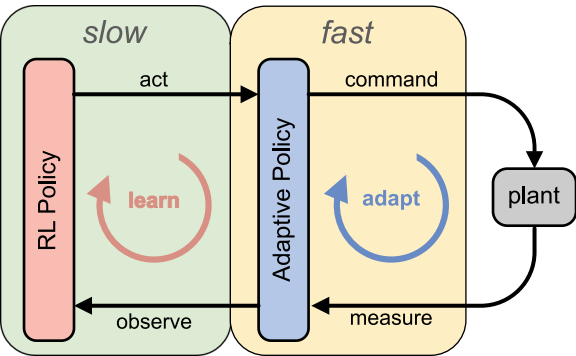 slow
fast
act
command
RL Policy
learn
Adaptive Policy
adapt
plant
observe
measure